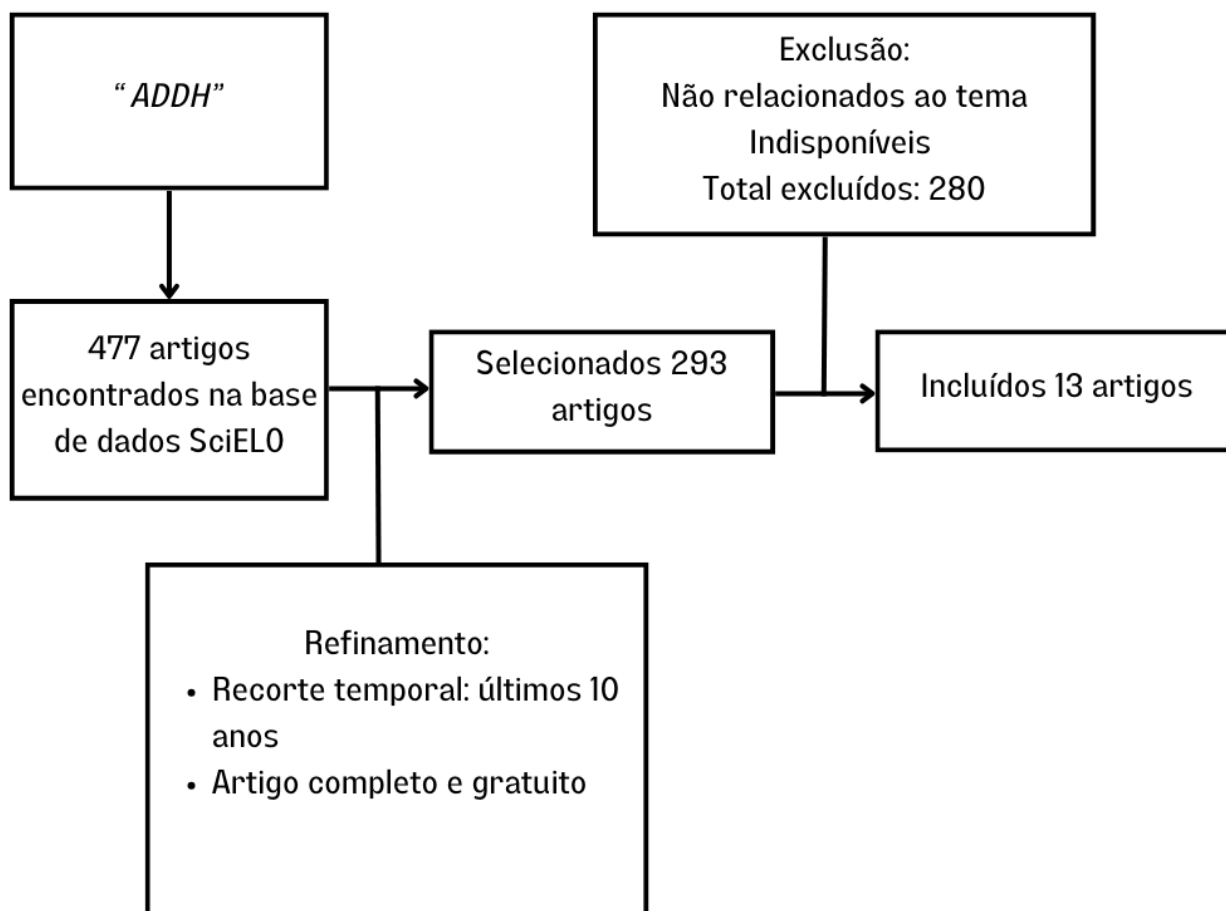 “ ADDH”
Exclusão:
Não relacionados ao tema
Indisponíveis
Total excluídos: 280
477 artigos
encontrados na base
de dados SciELO
Selecionados 293
artigos
Incluídos 13 artigos
Refinamento:
• Recorte temporal: últimos 10
anos
• Artigo completo e gratuito